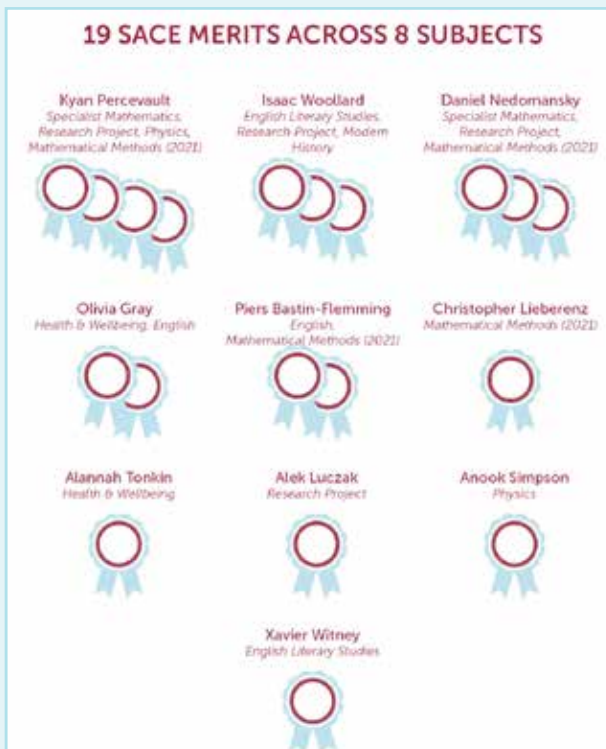 19 SACE MERITS ACROSS 8 SUBJECTS
Kyan Percevault
Specialist Mathematics,
Research Project, Physics,
Mathematical Methods (2021)
Isaac Woollard
English Literary Studies,
Research Project, Modern
History
Daniel Nedomansky
Specialist Mathematics,
Research Project,
Mathematical Methods (2021)
Olivia Gray
Health & Wellbeing, English
Piers Bastin-Flemming
English,
Mathematical Methods (2021)
Christopher Lieberenz
Mathematical Methods (2021)
Alannah Tonkin
Health & Wellbeing
Alek Luczak
Research Project
Anook Simpson
Physics
Xavier Witney
English Literary Studies